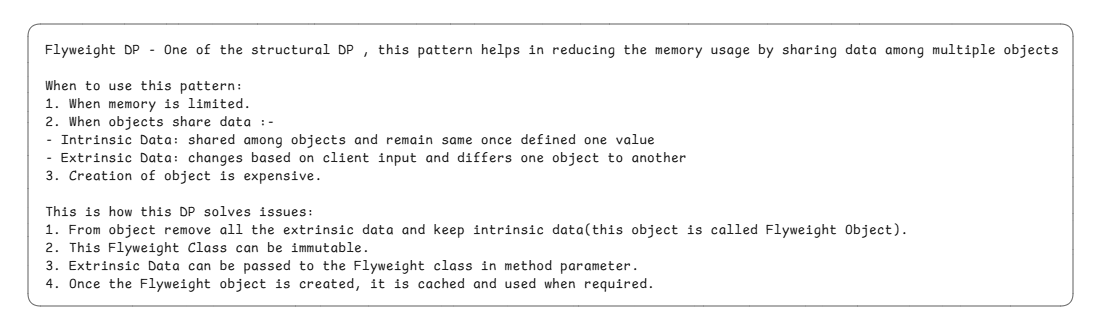 Flyweight DP - One of the structural DP , this pattern helps in reducing the memory usage by sharing data among multiple objects
When to use this pattern:
1. When memory is limited.
2. When objects share data :-
- Intrinsic Data: shared among objects and remain same once defined one value
- Extrinsic Data: changes based on client input and differs one object to another
3. Creation of object is expensive.
This is how this DP solves issues:
1. From object remove all the extrinsic data and keep intrinsic data(this object is called Flyweight Object).
2. This Flyweight Class can be immutable.
3. Extrinsic Data can be passed to the Flyweight class in method parameter.
4. Once the Flyweight object is created, it is cached and used when required.